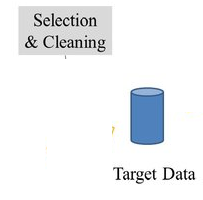 Selection
& Cleaning
Target Data